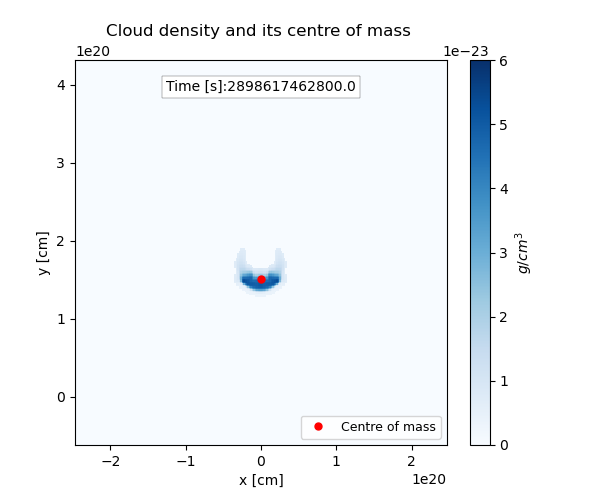 Cloud density and its centre of mass
1e20
1e−23
Time [s]:2898617462800.0
4
3
2
1
0
y [cm]
6
5
4
3
2
1
0
g/cm³
Centre of mass
−2 −1 0 1 2
x [cm]
1e20